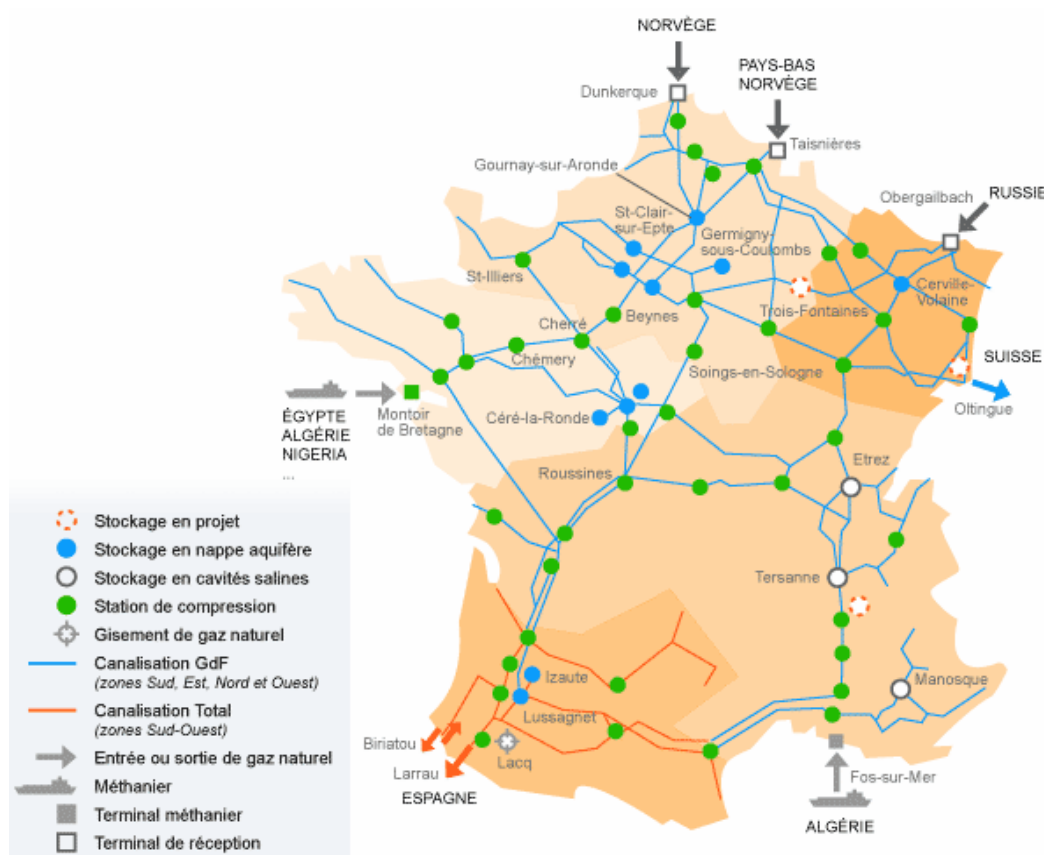 NORVÈGE
PAYS-BAS
NORVÈGE
Dunkerque
Taisnières
Gournay-sur-Aronde
Obergailbach
RUSSIE
St-Clair-
sur-Epte
Germigny-
sous-Coulombs
St-Illiers
Cerville-
Velaine
Trois-Fontaines
Beynes
Cherré
Chémery
Soings-en-Sologne
SUISSE
Oltingue
ÉGYPTE
ALGÉRIE
NIGERIA
...
Montoir
de Bretagne
Céré-la-Ronde
Roussines
Etrez
Tersanne
Stockage en projet
Stockage en nappe aquifère
Stockage en cavités salines
Station de compression
Gisement de gaz naturel
Canalisation GdF
(zones Sud, Est, Nord et Ouest)
Canalisation Total
(zones Sud-Ouest)
Entrée ou sortie de gaz naturel
Méthanier
Terminal méthanier
Terminal de réception
Izaute
Lussagnet
Manosque
Biriatou
Larrau
Lacq
ESPAGNE
Fos-sur-Mer
ALGÉRIE